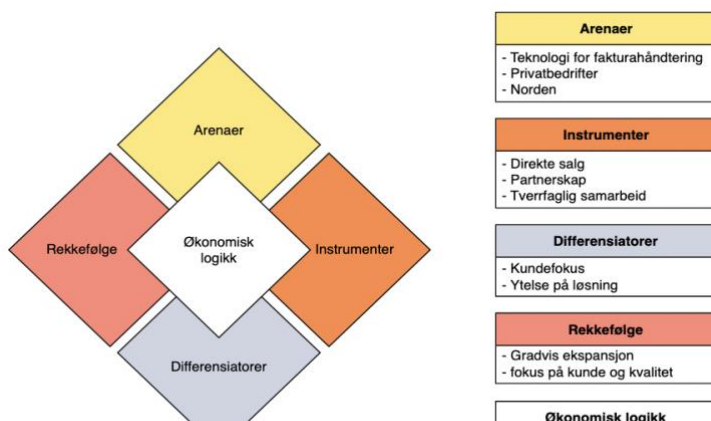 Arenaer
Rekkefølge
Økonomisk
logikk
Instrumenter
Differensiatorer
Arenaer
- Teknologi for fakturahåndtering
- Privatbedrifter
- Norden
Instrumenter
- Direkte salg
- Partnerskap
- Tverrfaglig samarbeid
Differensiatorer
- Kundefokus
- Ytelse på løsning
Rekkefølge
- Gradvis ekspansjon
- fokus på kunde og kvalitet
Økonomisk logikk